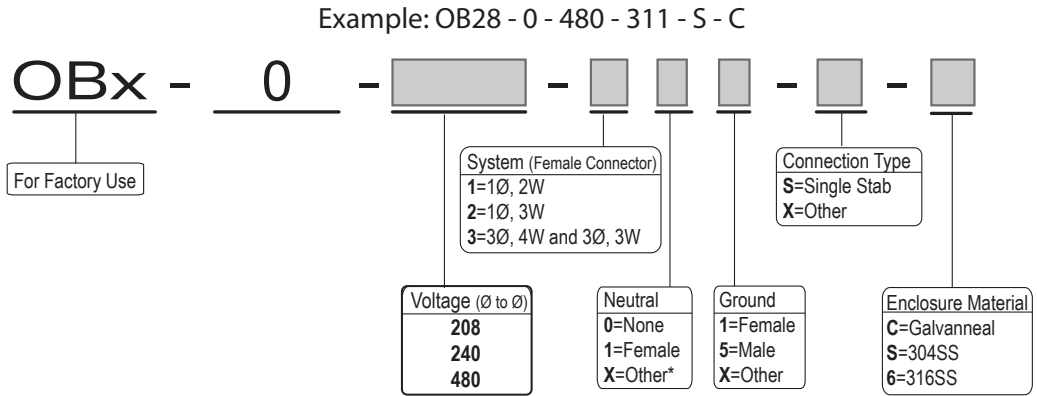 Example: OB28 - 0 - 480 - 311 - S - C
OBx - 0 - - - -
For Factory Use
System (Female Connector)
1=1Ø, 2W
2=1Ø, 3W
3=3Ø, 4W and 3Ø, 3W
Connection Type
S=Single Stab
X=Other
Voltage (Ø to Ø)
208
240
480
Neutral
0=None
1=Female
X=Other*
Ground
1=Female
5=Male
X=Other
Enclosure Material
C=Galvanneal
S=304SS
6=316SS